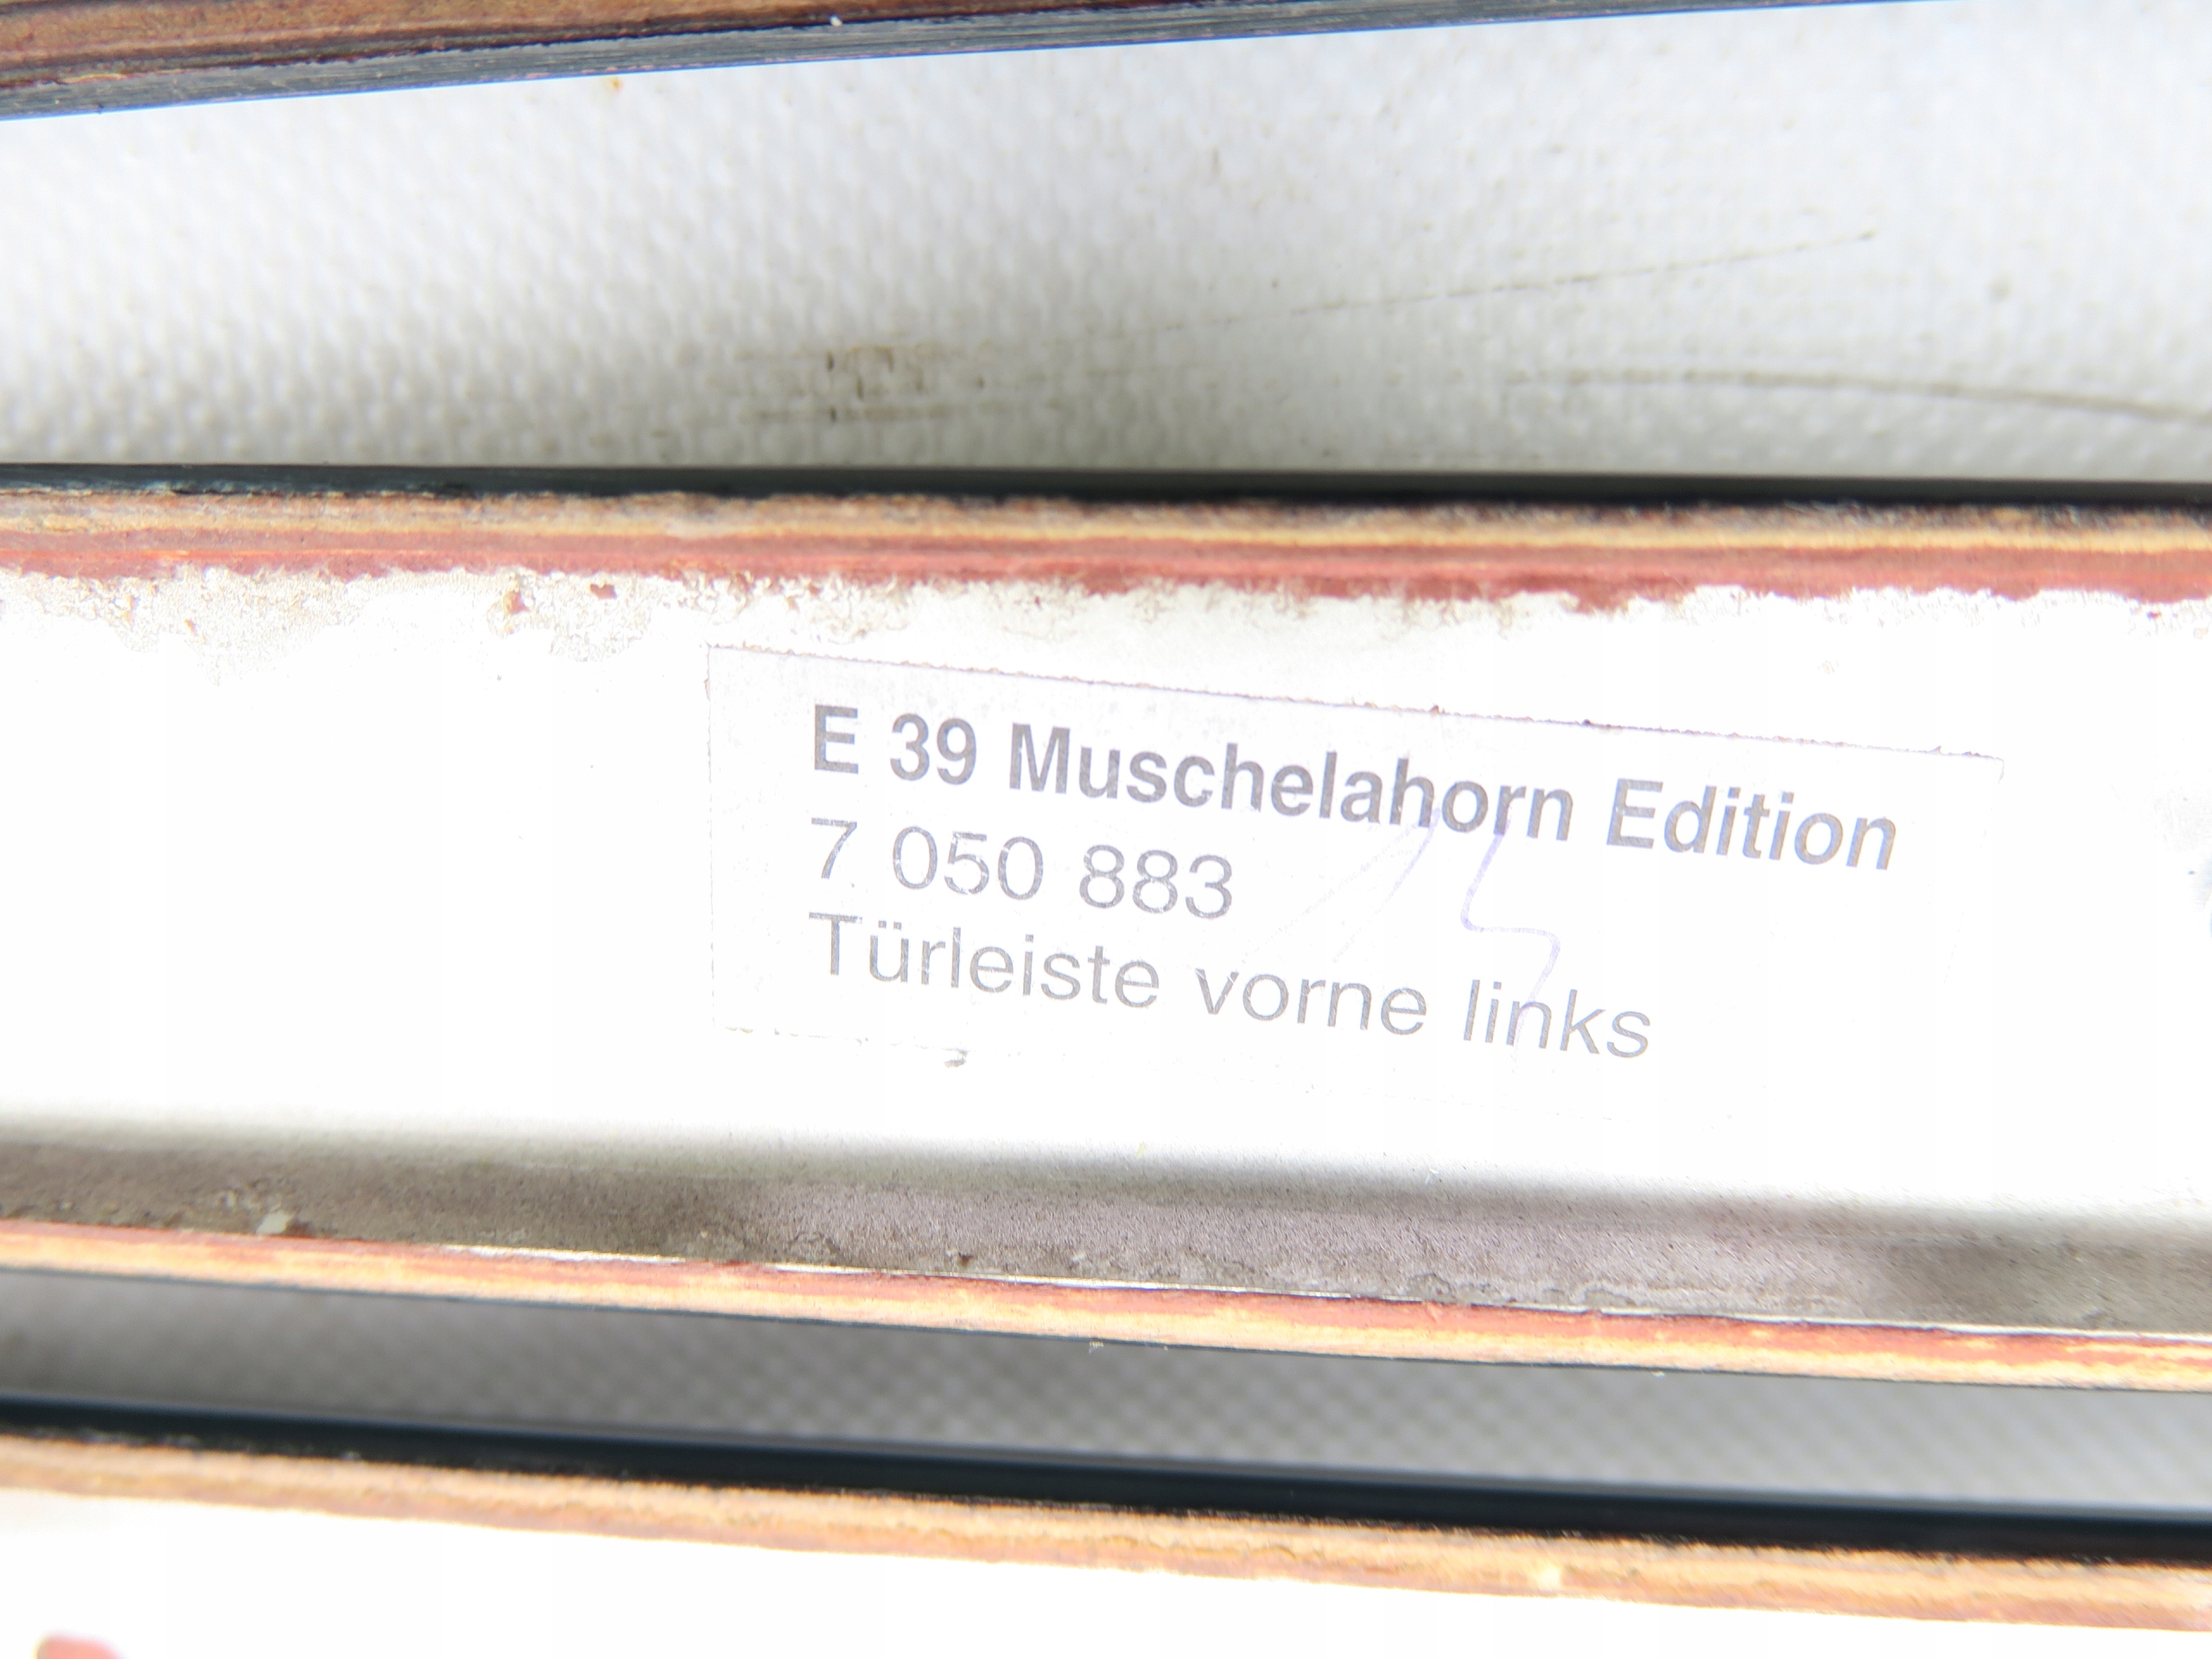 E 39 Muschelahorn Edition
7 050 883
Türleiste vorne links